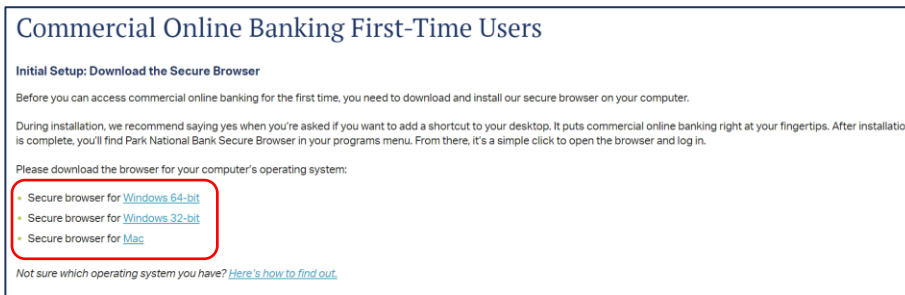 Commercial Online Banking First-Time Users
Initial Setup: Download the Secure Browser
Before you can access commercial online banking for the first time, you need to download and install our secure browser on your computer.
During installation, we recommend saying yes when you're asked if you want to add a shortcut to your desktop. It puts commercial online banking right at your fingertips. After installatio
is complete, you'll find Park National Bank Secure Browser in your programs menu. From there, it's a simple click to open the browser and log in.
Please download the browser for your computer's operating system:
• Secure browser for Windows 64-bit
• Secure browser for Windows 32-bit
• Secure browser for Mac
Not sure which operating system you have? Here's how to find out.